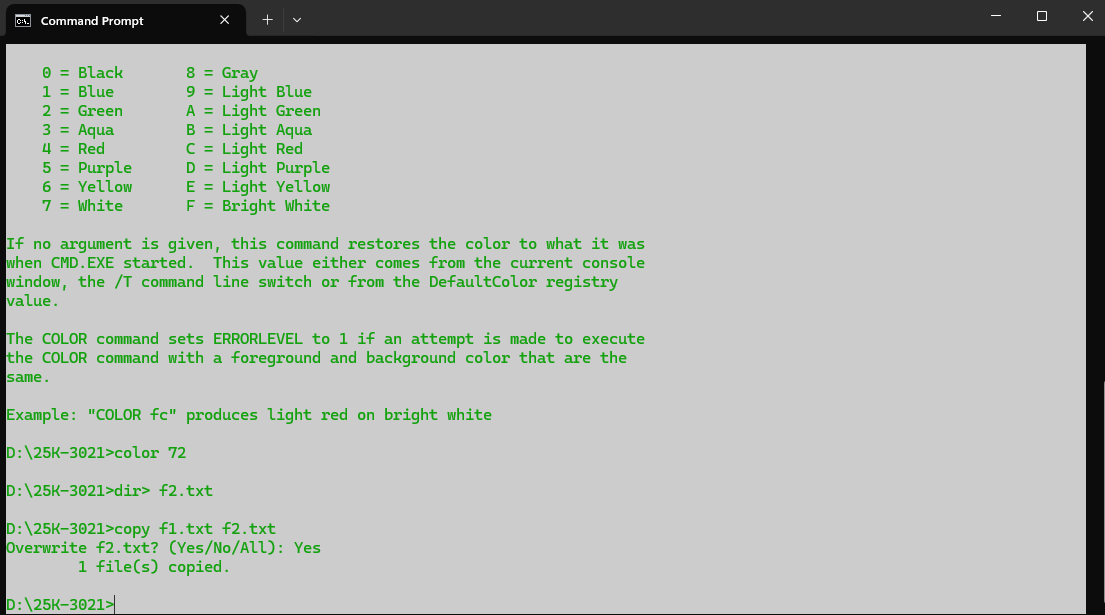 Command Prompt
0 = Black       8 = Gray
1 = Blue        9 = Light Blue
2 = Green       A = Light Green
3 = Aqua        B = Light Aqua
4 = Red         C = Light Red
5 = Purple      D = Light Purple
6 = Yellow      E = Light Yellow
7 = White       F = Bright White
If no argument is given, this command restores the color to what it was
when CMD.EXE started.  This value either comes from the current console
window, the /T command line switch or from the DefaultColor registry
value.
The COLOR command sets ERRORLEVEL to 1 if an attempt is made to execute
the COLOR command with a foreground and background color that are the
same.
Example: "COLOR fc" produces light red on bright white
D:\25K-3021>color 72
D:\25K-3021>dir> f2.txt
D:\25K-3021>copy f1.txt f2.txt
Overwrite f2.txt? (Yes/No/All): Yes
        1 file(s) copied.
D:\25K-3021>